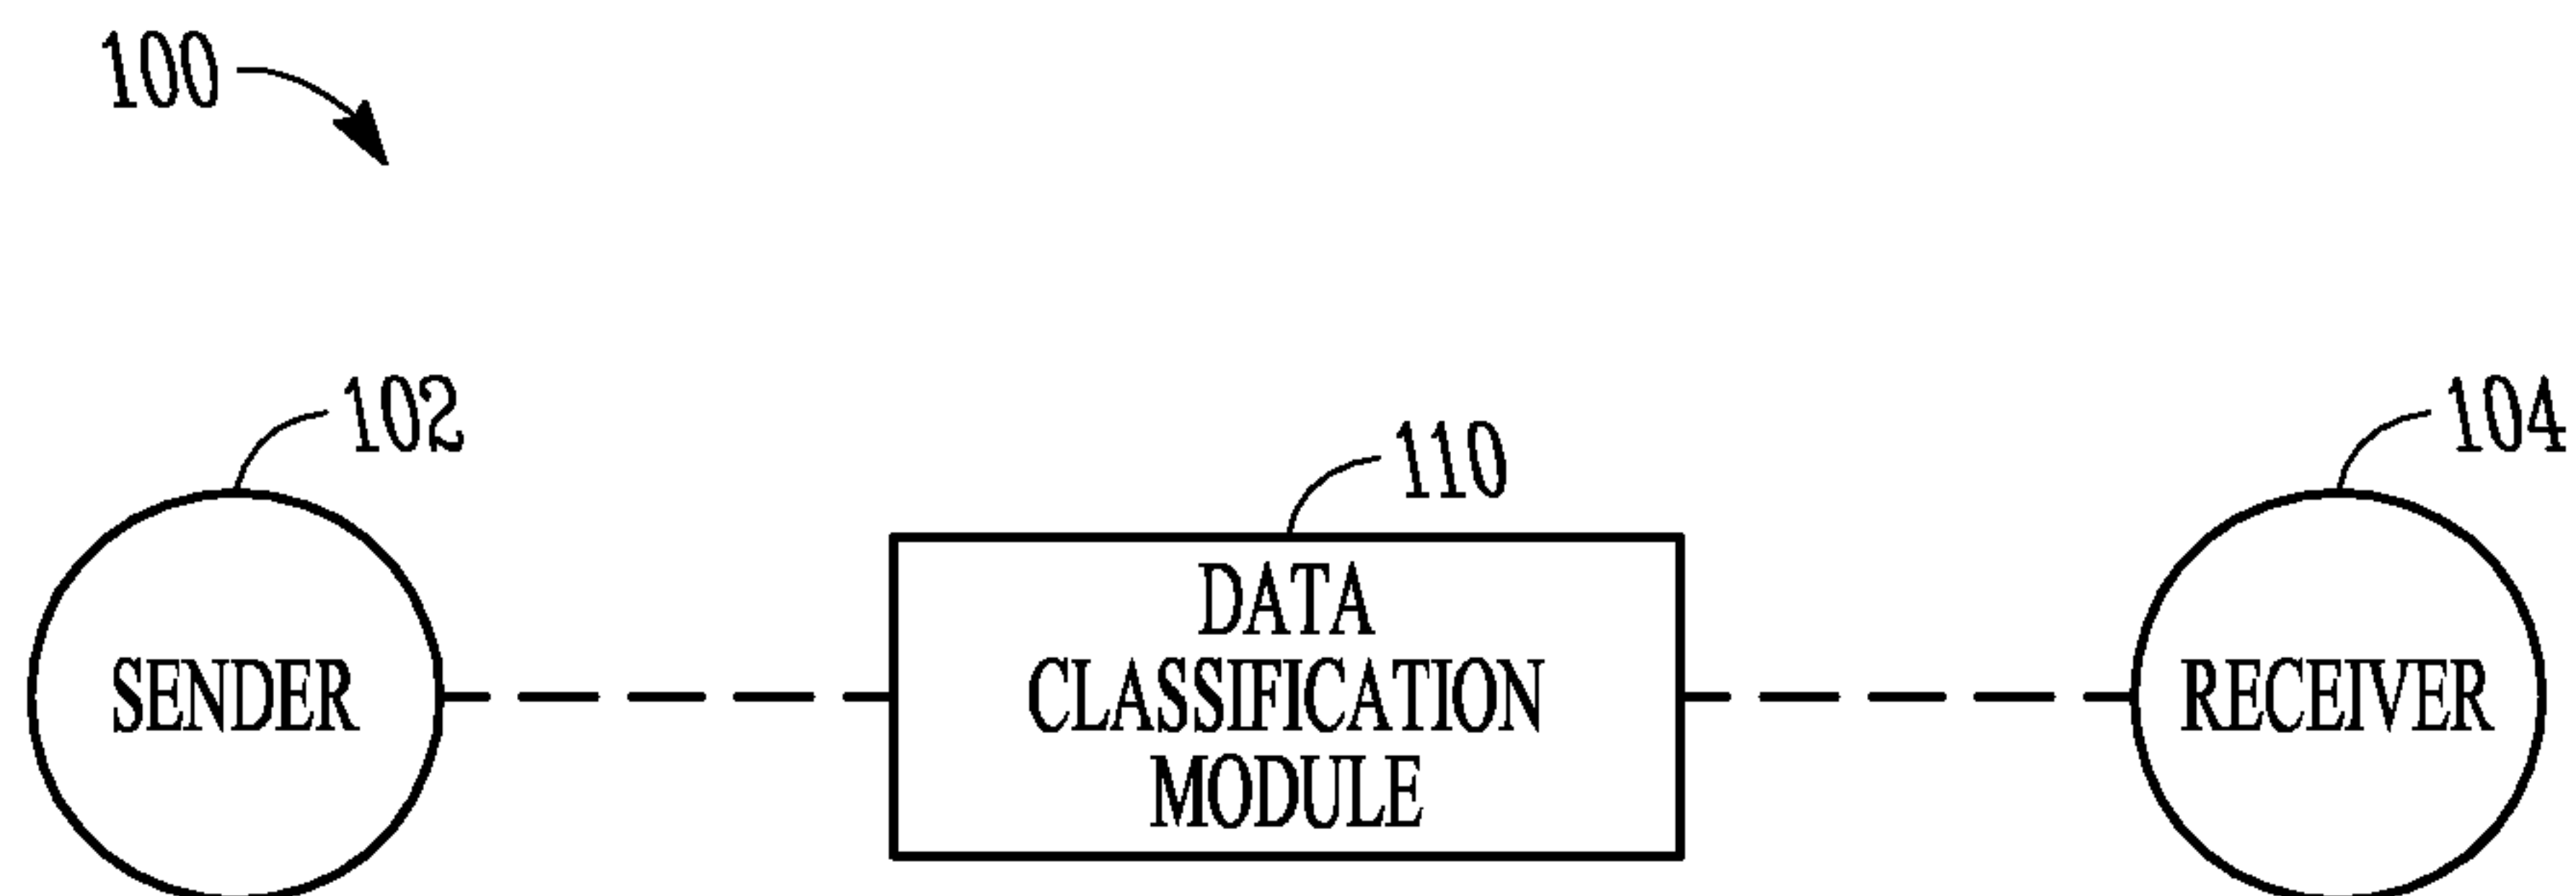 100
102
110
104
SENDER
DATA
CLASSIFICATION
MODULE
RECEIVER